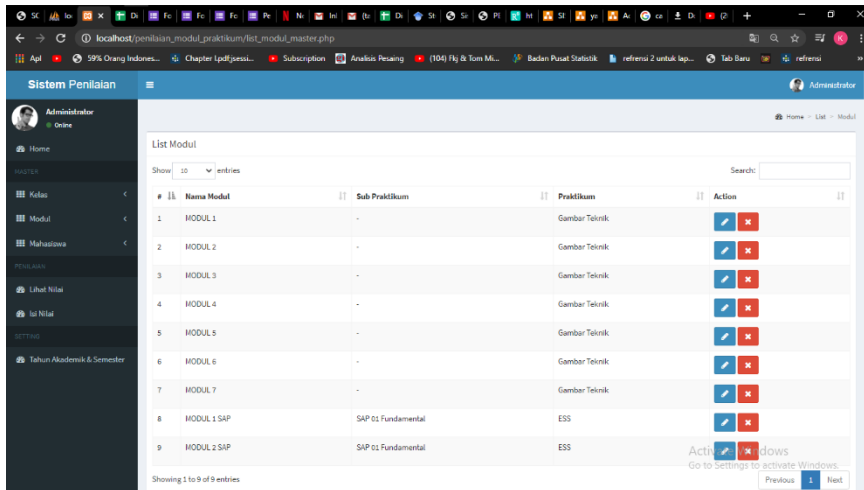 localhost/penilaian_modul_praktikum/list_modul_master.php
Apl 59% Orang Indones... Chapter I.pdf;jsessi... Subscription Analisis Pesaing (104) Fkj & Tom Mi... Badan Pusat Statistik refrensi 2 untuk lap... Tab Baru refrensi »
Sistem Penilaian Administrator
Administrator
Online
Home > List > Modul
Home
MASTER
Kelas
Modul
Mahasiswa
PENILAIAN
Lihat Nilai
Isi Nilai
SETTING
Tahun Akademik & Semester
List Modul
Show 10 entries Search:
# Nama Modul Sub Praktikum Praktikum Action
1 MODUL 1 - Gambar Teknik
2 MODUL 2 - Gambar Teknik
3 MODUL 3 - Gambar Teknik
4 MODUL 4 - Gambar Teknik
5 MODUL 5 - Gambar Teknik
6 MODUL 6 - Gambar Teknik
7 MODUL 7 - Gambar Teknik
8 MODUL 1 SAP SAP 01 Fundamental ESS
9 MODUL 2 SAP SAP 01 Fundamental ESS
Activate Windows
Go to Settings to activate Windows.
Showing 1 to 9 of 9 entries Previous 1 Next